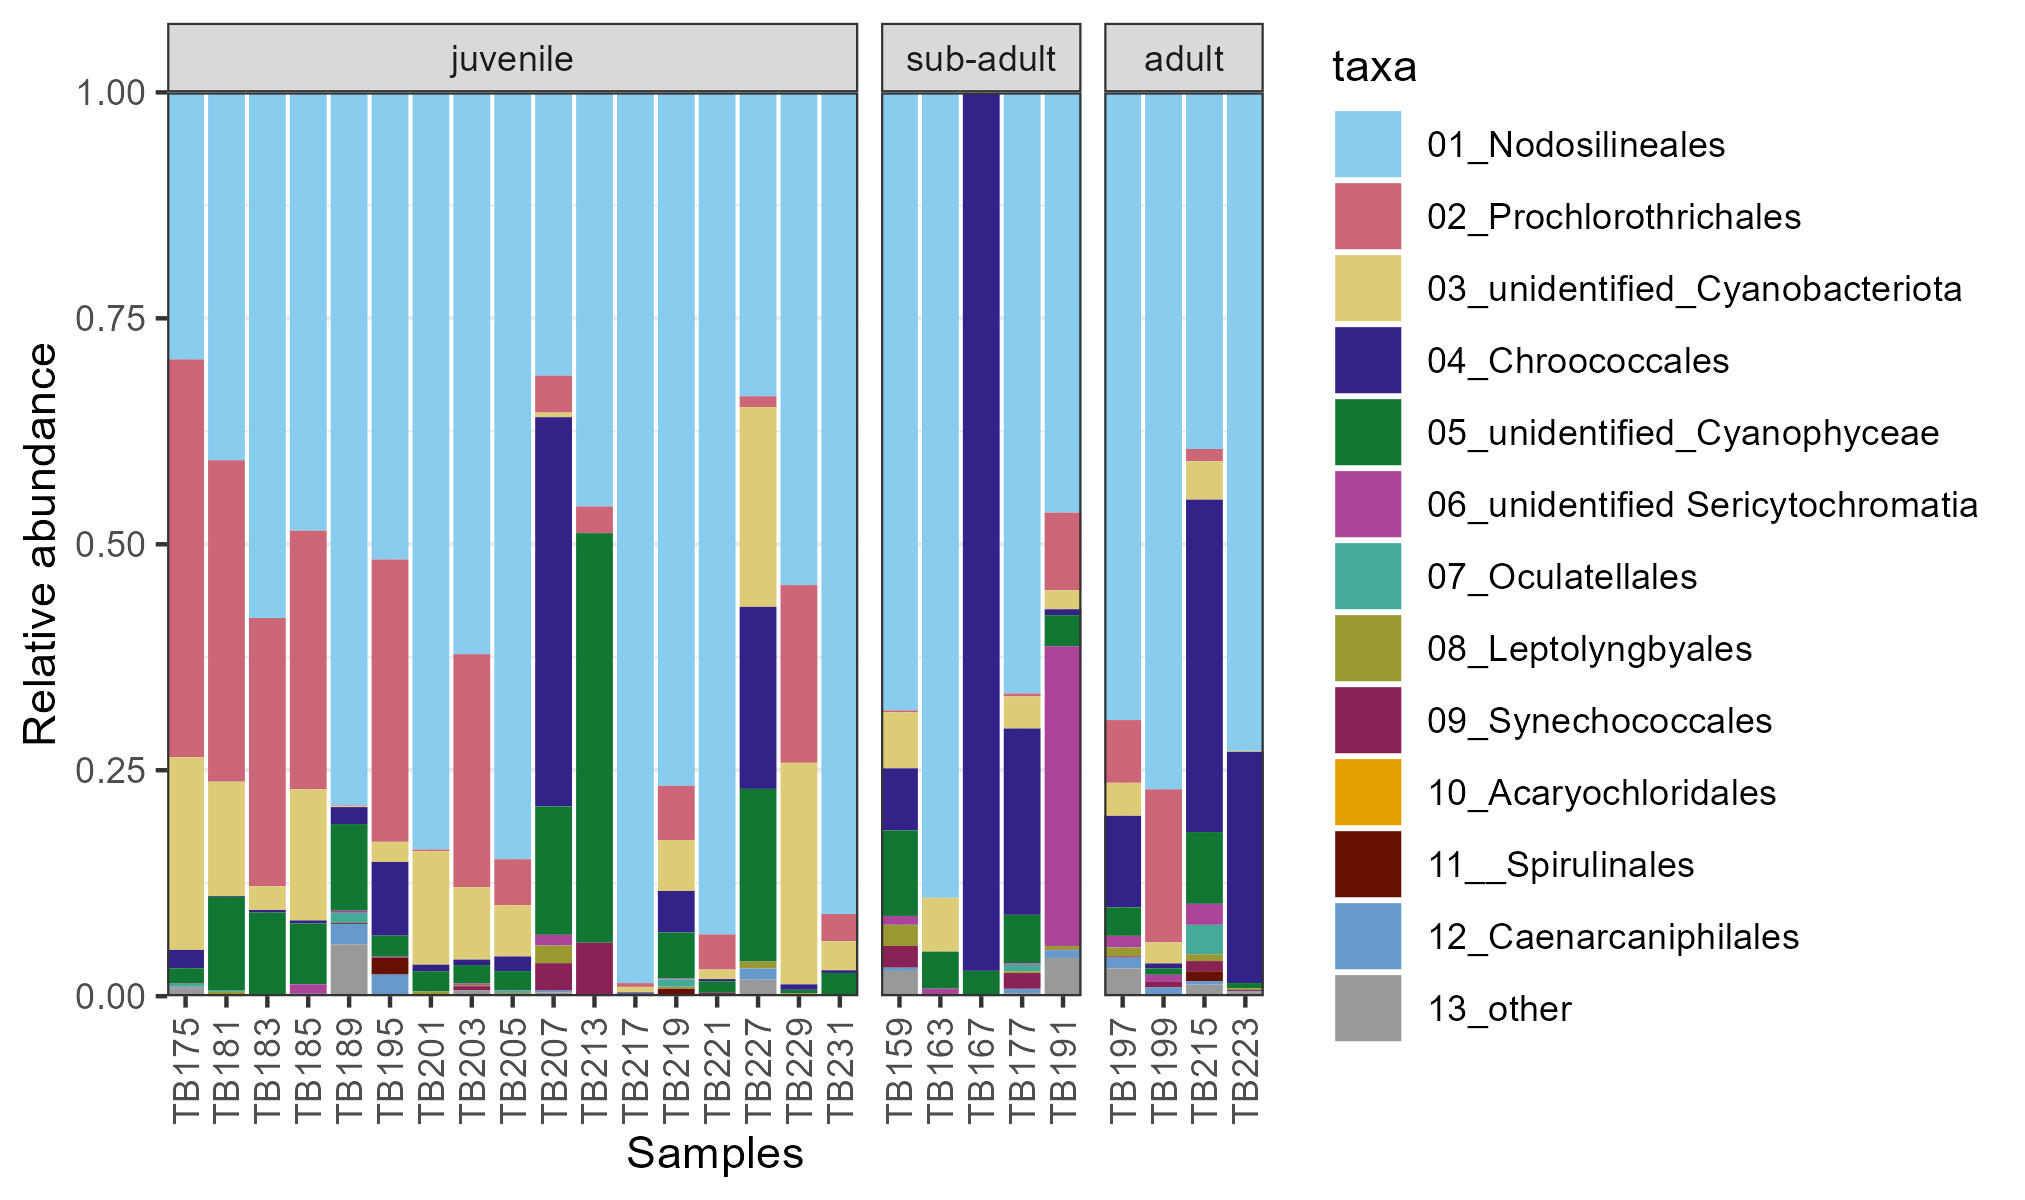 juvenile
sub-adult
adult
Relative abundance
1.00
0.75
0.50
0.25
0.00
TB175
TB181
TB183
TB185
TB189
TB195
TB201
TB203
TB205
TB207
TB213
TB217
TB219
TB221
TB227
TB229
TB231
TB159
TB163
TB167
TB177
TB191
TB197
TB199
TB215
TB223
Samples
taxa
01_Nodosilineales
02_Prochlorothrichales
03_unidentified_Cyanobacteriota
04_Chroococcales
05_unidentified_Cyanophyceae
06_unidentified Sericytochromatia
07_Oculatellales
08_Leptolyngbyales
09_Synechococcales
10_Acaryochloridales
11__Spirulinales
12_Caenarcaniphilales
13_other